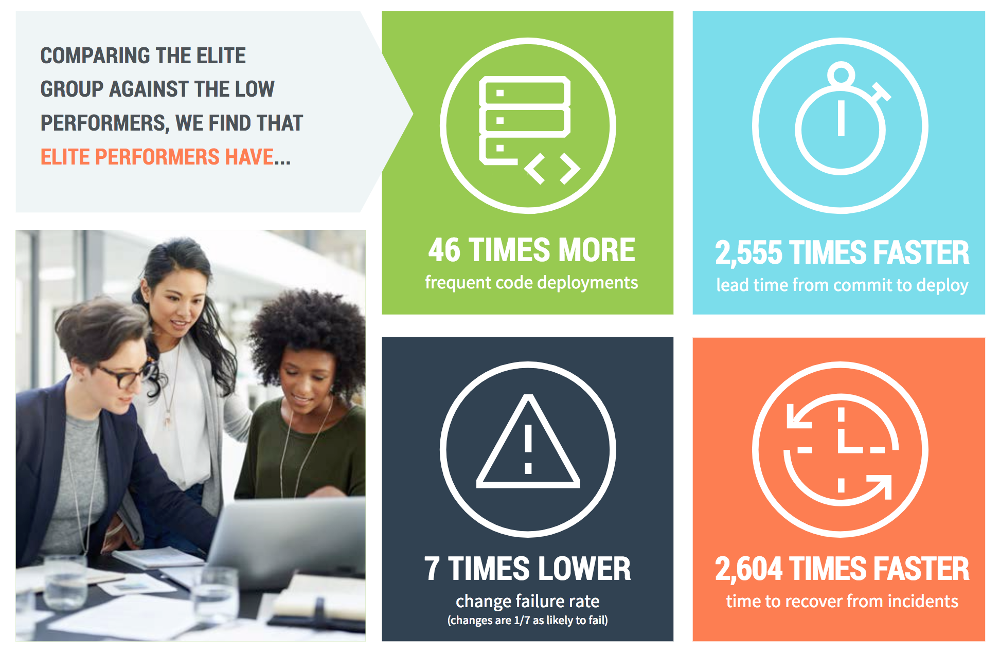 COMPARING THE ELITE
GROUP AGAINST THE LOW
PERFORMERS, WE FIND THAT
ELITE PERFORMERS HAVE...
46 TIMES MORE
frequent code deployments
2,555 TIMES FASTER
lead time from commit to deploy
7 TIMES LOWER
change failure rate
(changes are 1/7 as likely to fail)
2,604 TIMES FASTER
time to recover from incidents